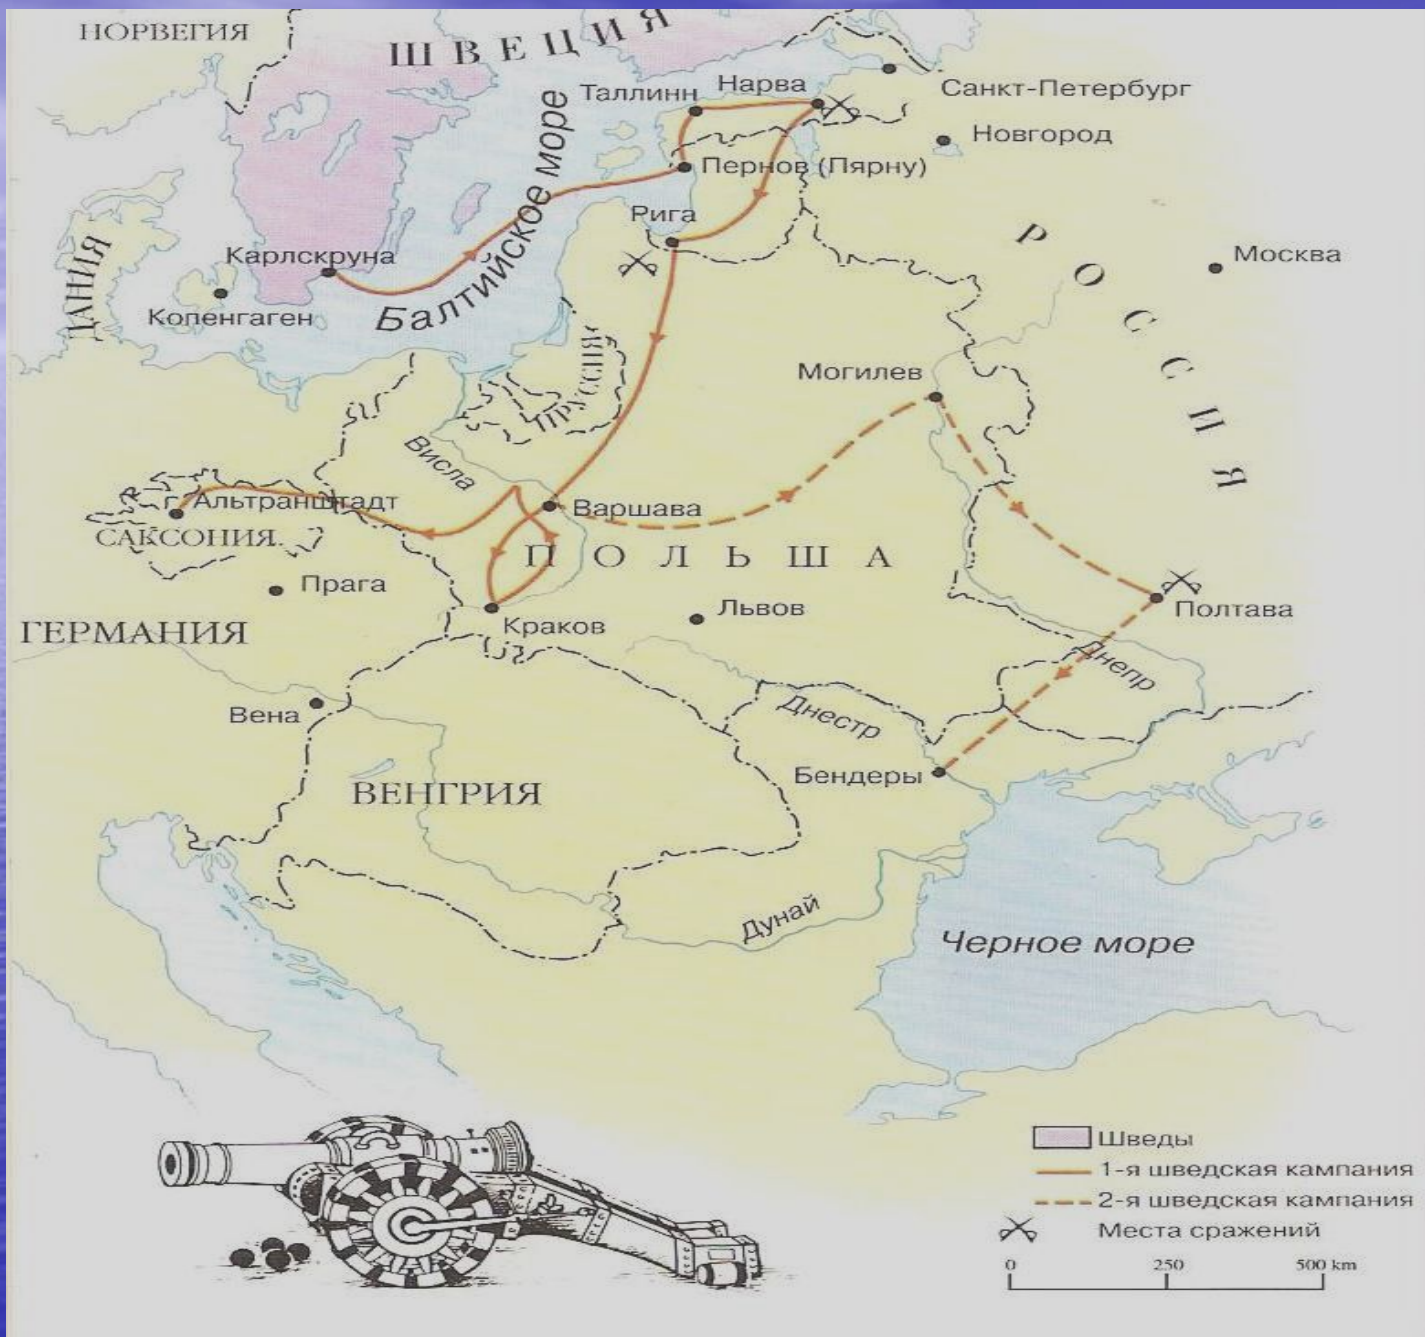 НОРВЕГИЯ
ШВЕЦИЯ
Таллинн
Нарва
Санкт-Петербург
Новгород
Пернов (Пярну)
Балтийское море
Рига
РОССИЯ
Москва
Карлскруна
ДАНИЯ
Копенгаген
ПРУССИЯ
Могилев
Висла
г. Альтранштадт
Варшава
САКСОНИЯ
ПОЛЬША
Прага
Львов
Полтава
Краков
ГЕРМАНИЯ
Днепр
Вена
Днестр
Бендеры
ВЕНГРИЯ
Дунай
Черное море
Шведы
1-я шведская кампания
2-я шведская кампания
Места сражений
0 250 500 km